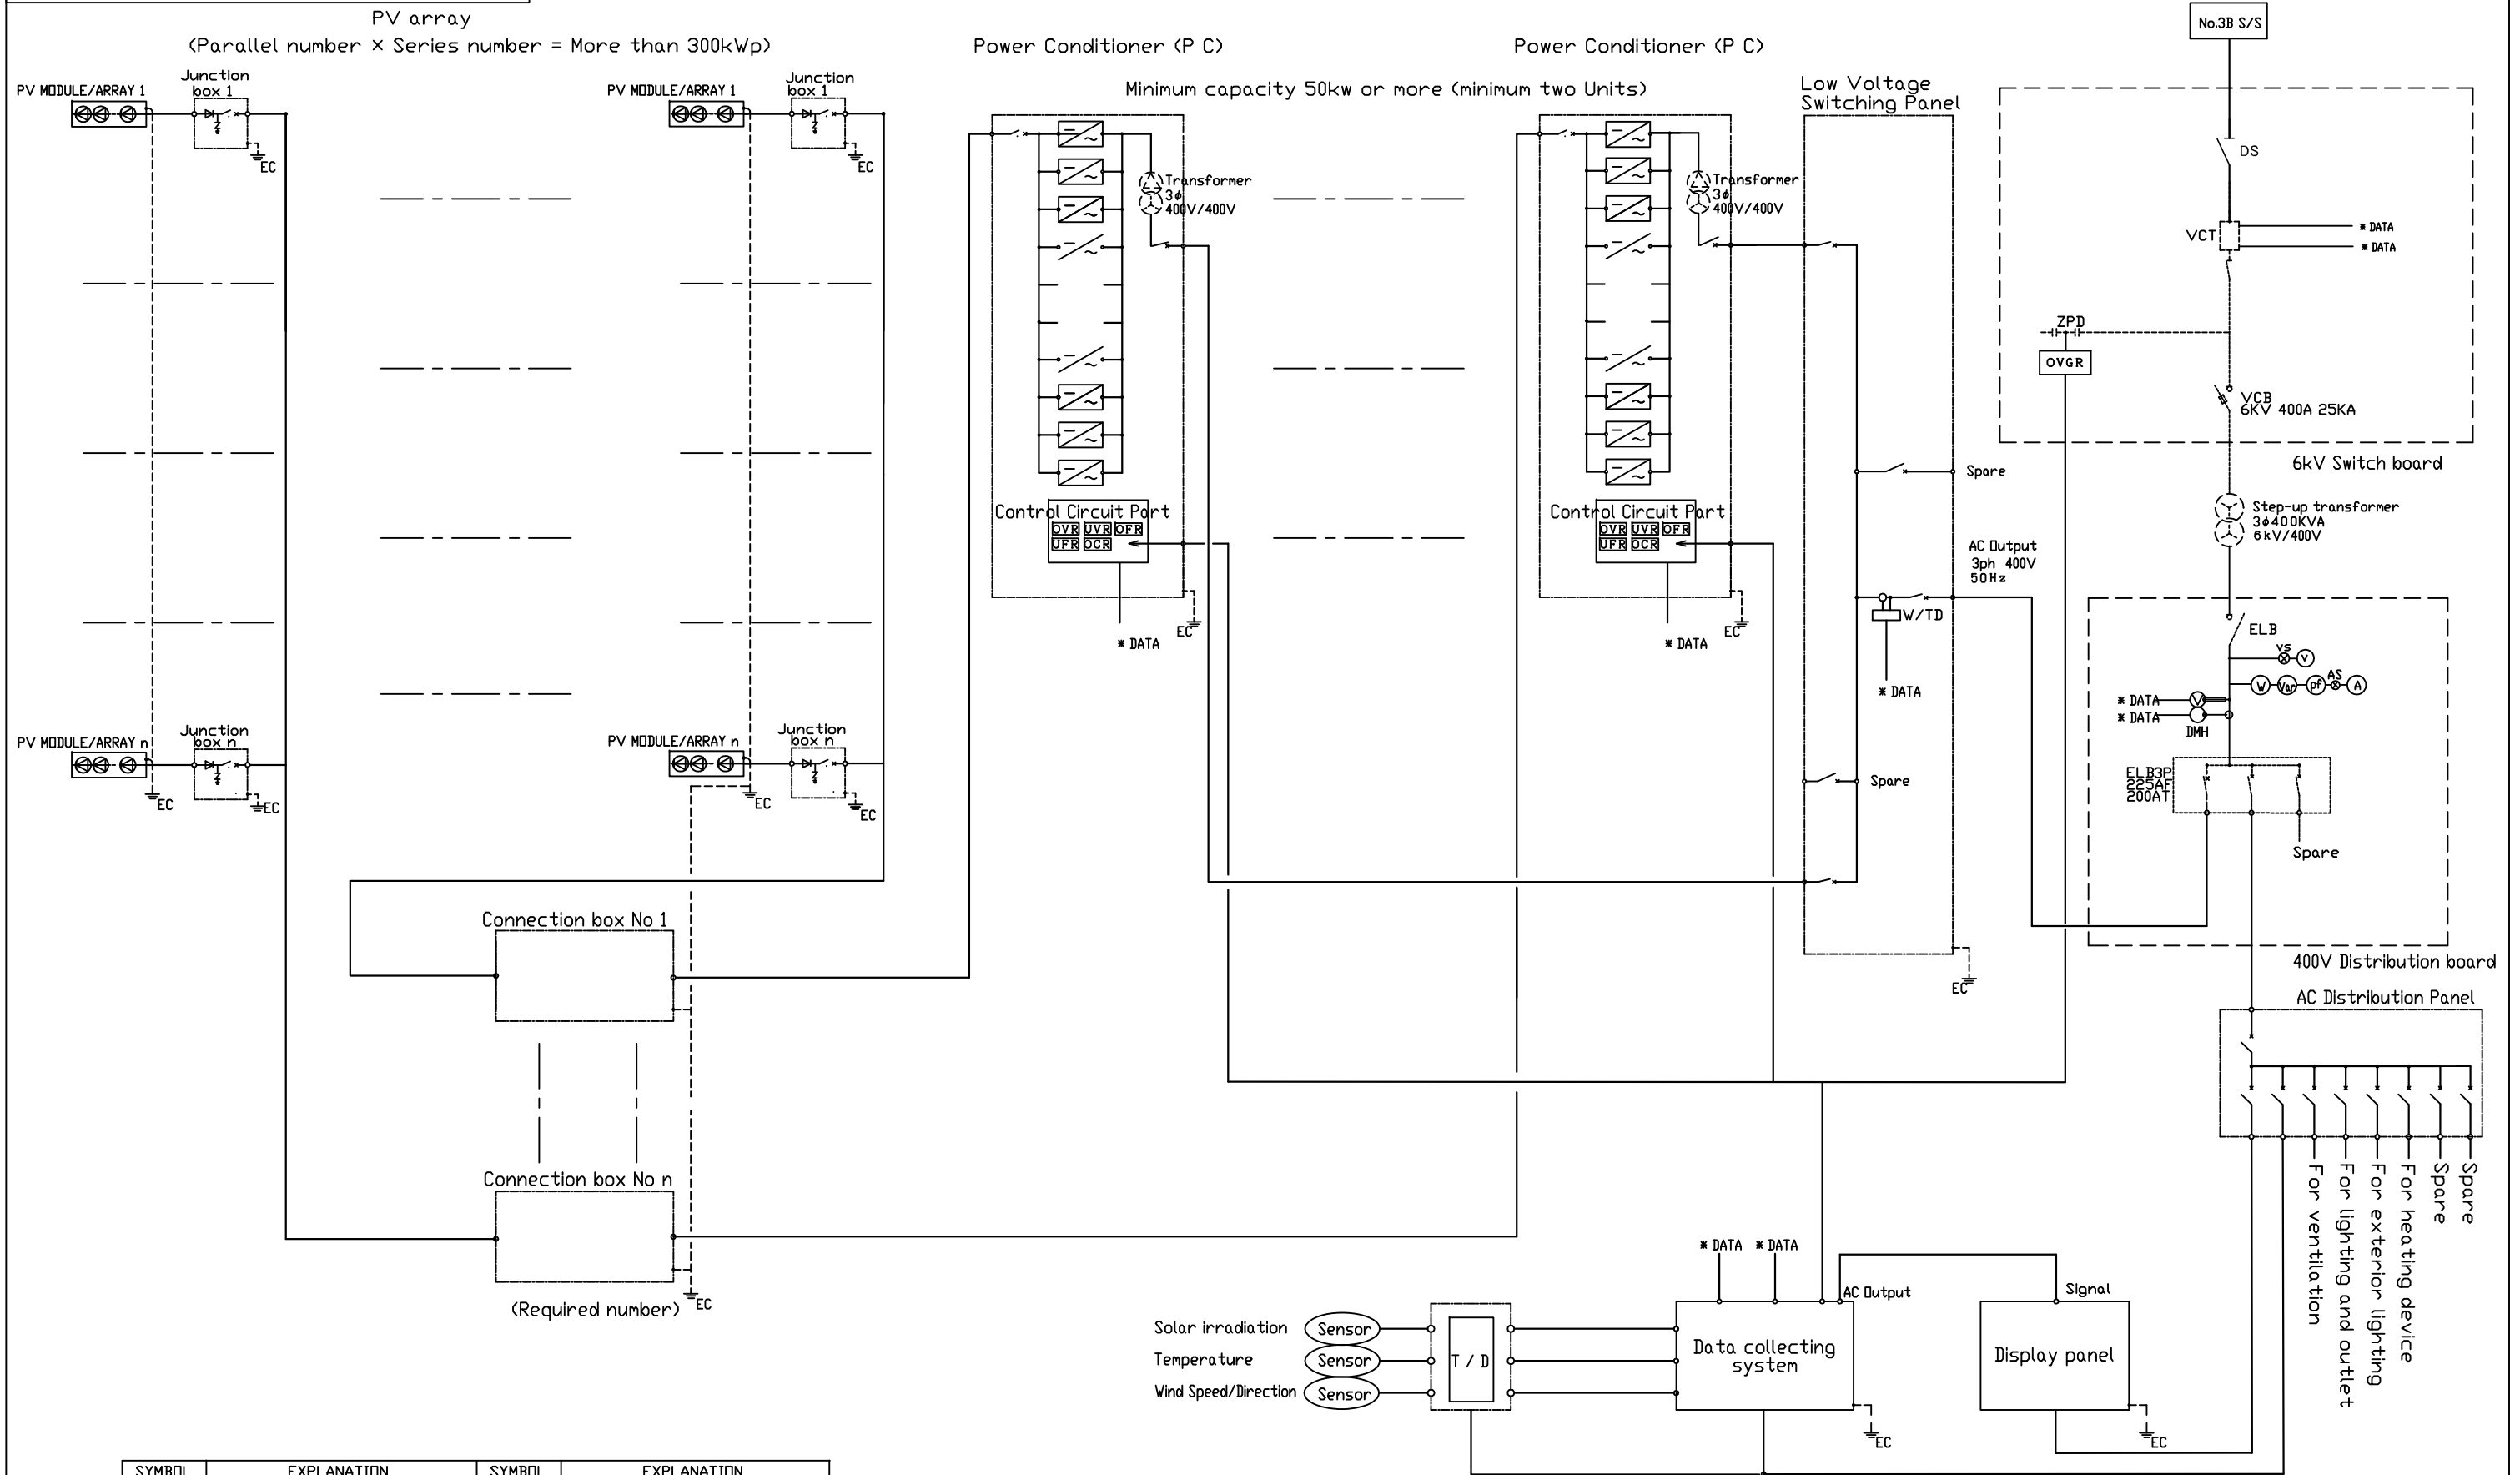 PV array
(Parallel number × Series number = More than 300kWp)
Power Conditioner (P C)
Power Conditioner (P C)
Minimum capacity 50kw or more (minimum two Units)
No.3B S/S
PV MODULE/ARRAY 1
Junction
box 1
EC
PV MODULE/ARRAY 1
Junction
box 1
EC
Transformer
3ϕ
400V/400V
Transformer
3ϕ
400V/400V
Low Voltage
Switching Panel
DS
VCT
* DATA
* DATA
ZPD
OVGR
VCB
6KV 400A 25KA
6kV Switch board
Spare
Control Circuit Part
OVR UVR OFR
UFR OCR
* DATA
EC
Control Circuit Part
OVR UVR OFR
UFR OCR
* DATA
EC
Step-up transformer
3ϕ400KVA
6kV/400V
AC Output
3ph 400V
50Hz
W/TD
* DATA
ELB
VS
V
W Var pf AS A
* DATA
V
* DATA
DMH
PV MODULE/ARRAY n
Junction
box n
EC
EC
PV MODULE/ARRAY n
Junction
box n
EC
EC
Spare
ELB3P
225AF
200AT
Spare
400V Distribution board
Connection box No 1
EC
AC Distribution Panel
Connection box No n
(Required number)
EC
For ventilation
For lighting and outlet
For exterior lighting
For heating device
Spare
Spare
* DATA
* DATA
AC Output
Signal
Solar irradiation
Sensor
Temperature
Sensor
Wind Speed/Direction
Sensor
T / D
Data collecting
system
EC
Display panel
EC
SYMBOL EXPLANATION SYMBOL EXPLANATION